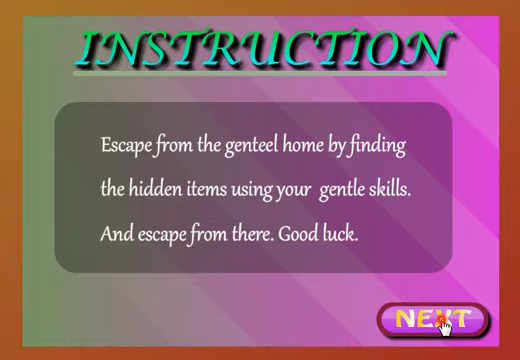 INSTRUCTION
Escape from the genteel home by finding
the hidden items using your gentle skills.
And escape from there. Good luck.
NEXT